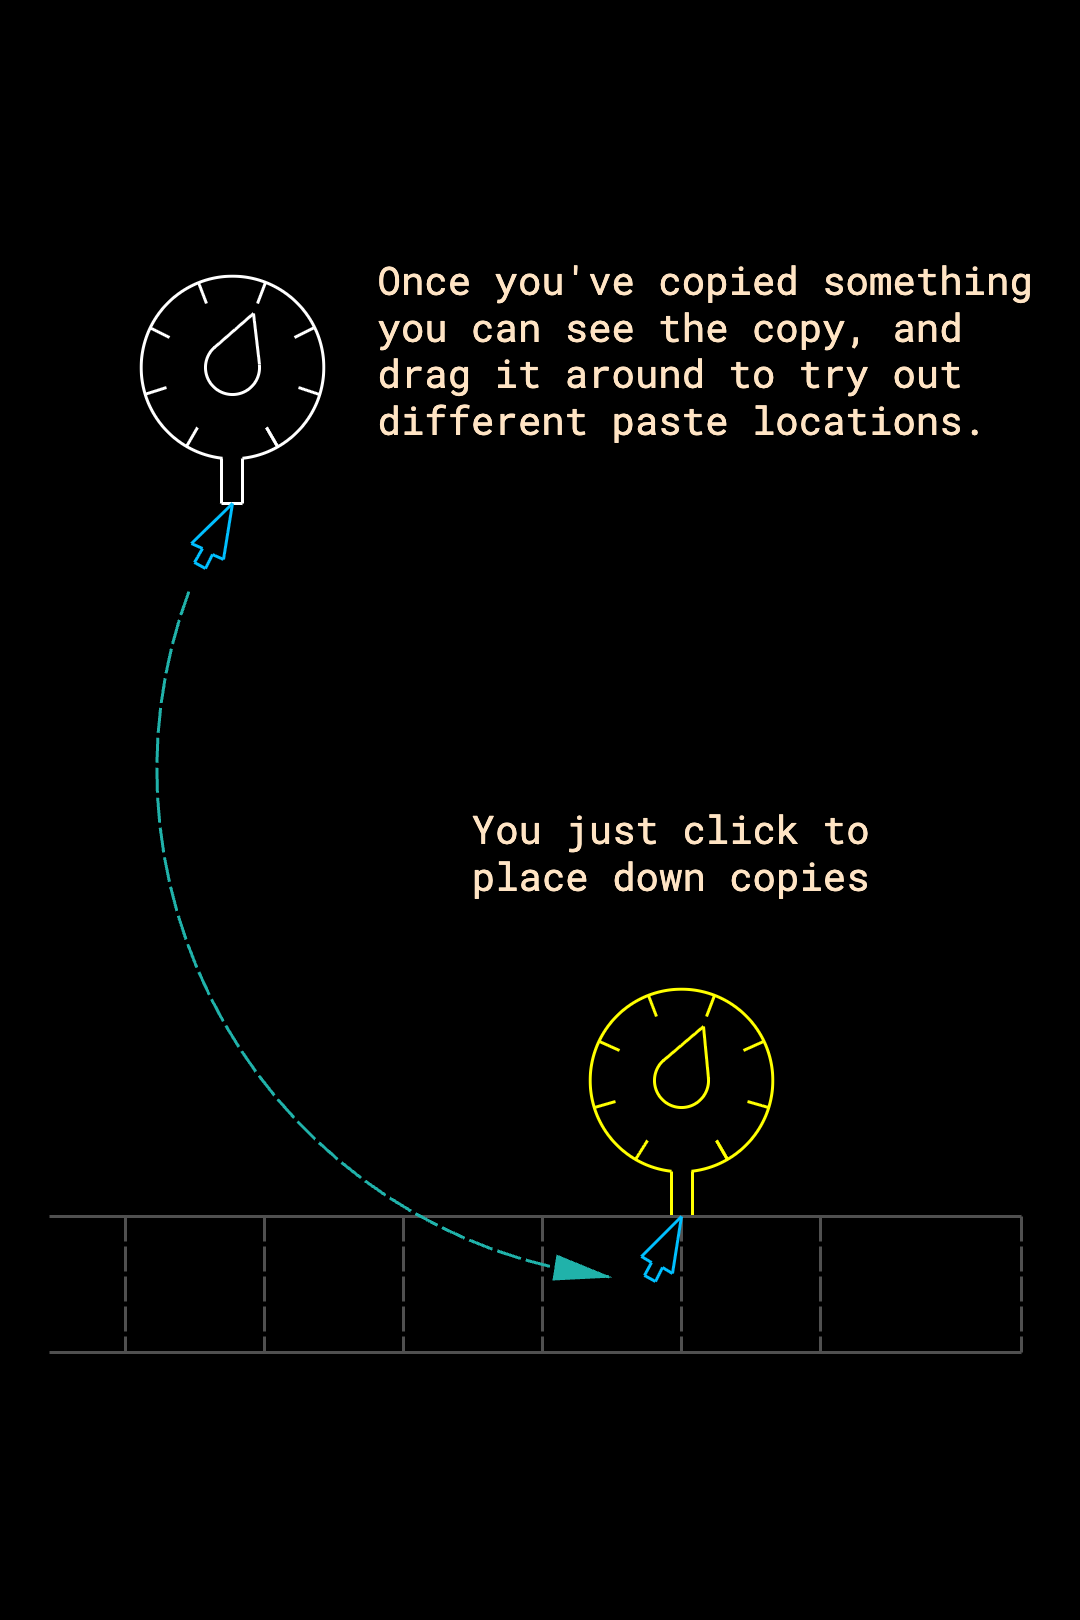 Once you've copied something
you can see the copy, and
drag it around to try out
different paste locations.
You just click to
place down copies